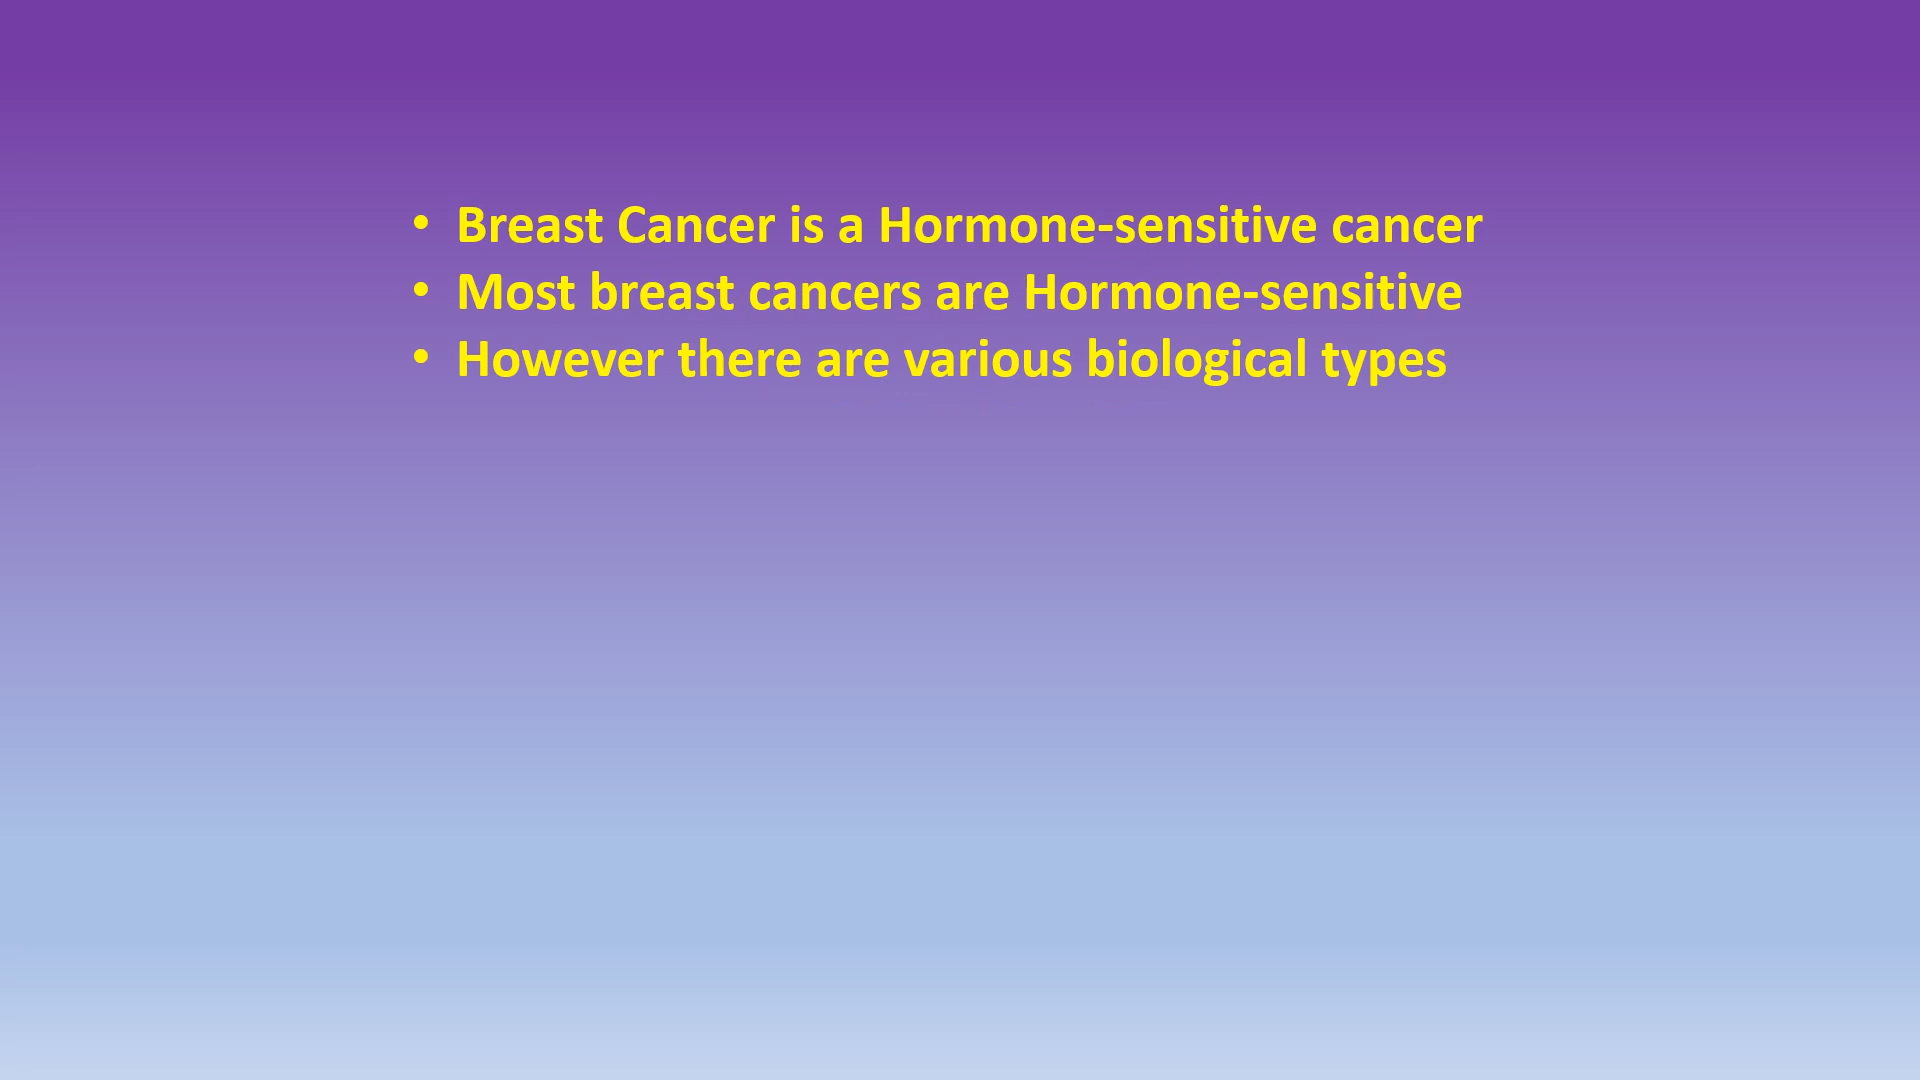 • Breast Cancer is a Hormone-sensitive cancer
• Most breast cancers are Hormone-sensitive
• However there are various biological types